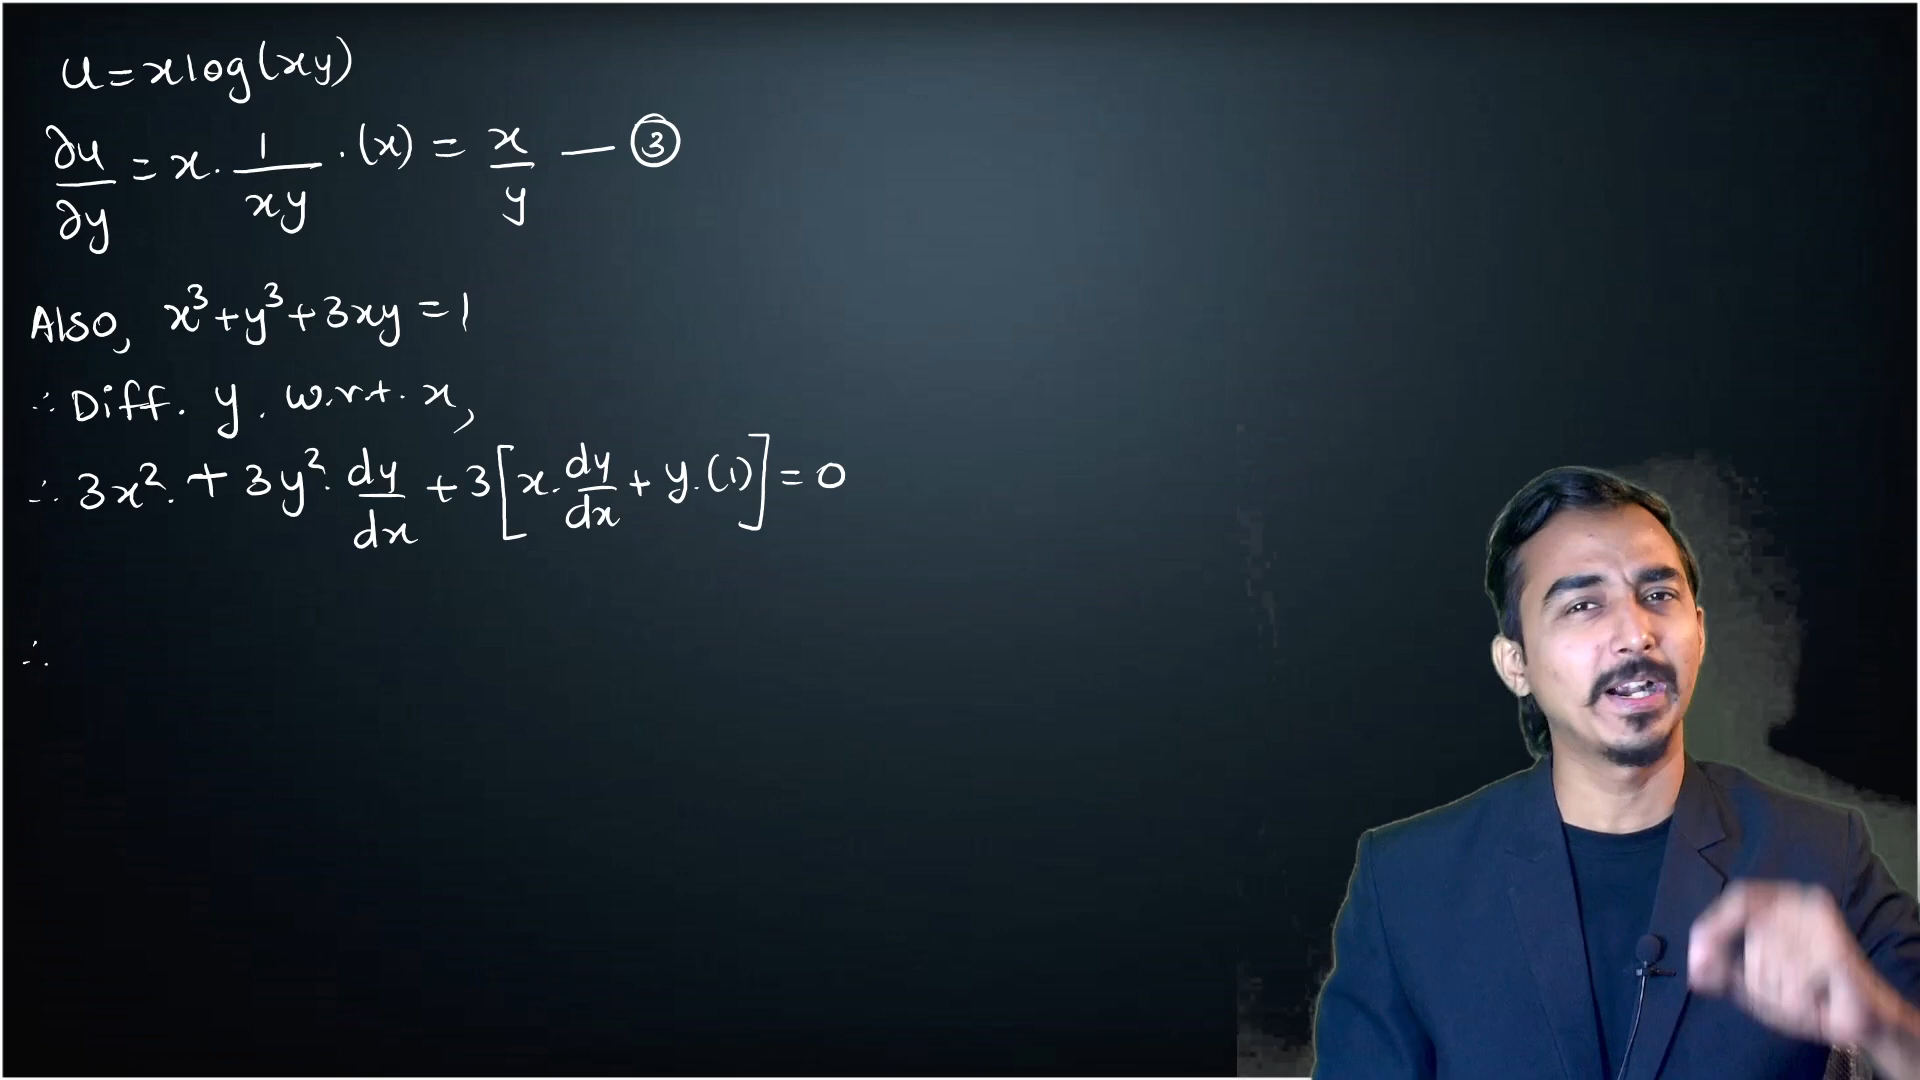 u = x log(xy)
∂u/∂y = x · 1/xy · (x) = x/y — ③
Also, x³ + y³ + 3xy = 1
∴ Diff. y. w.r.t. x,
∴ 3x². + 3y². dy/dx + 3[x. dy/dx + y.(1)] = 0
∴